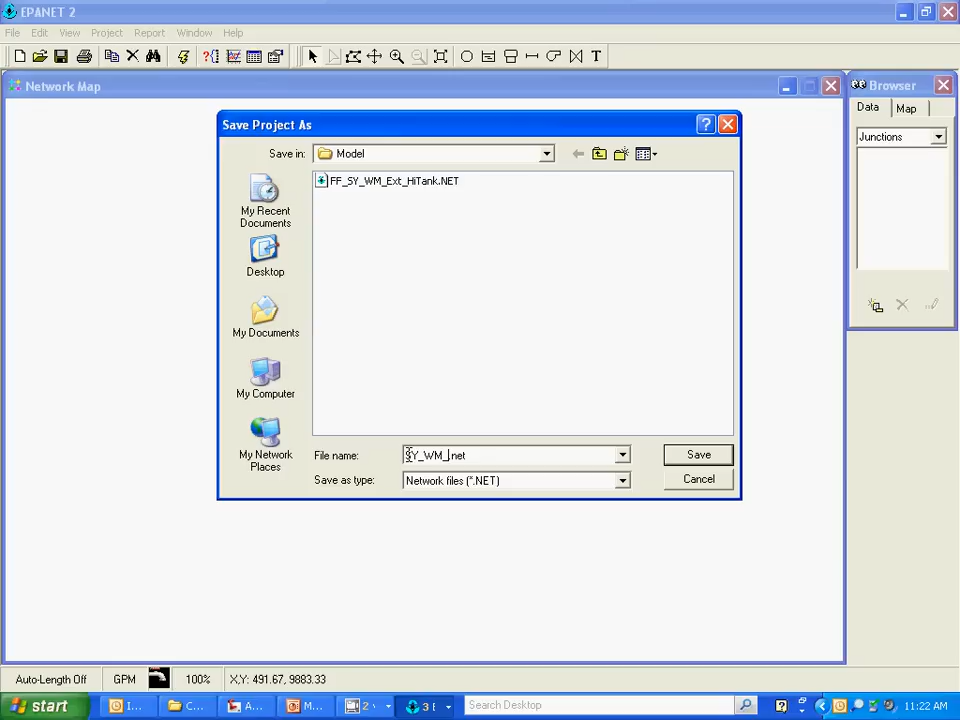 EPANET 2
File Edit View Project Report Window Help
T
Network Map
Browser
Data Map
Junctions
Save Project As
Save in: Model
FF_SY_WM_Ext_HiTank.NET
My Recent
Documents
Desktop
My Documents
My Computer
My Network
Places
File name: SY_WM_.net
Save
Save as type: Network files (*.NET)
Cancel
Auto-Length Off GPM 100% X,Y: 491.67, 9883.33
start I... C... A... M... 2 3 E Search Desktop 11:22 AM